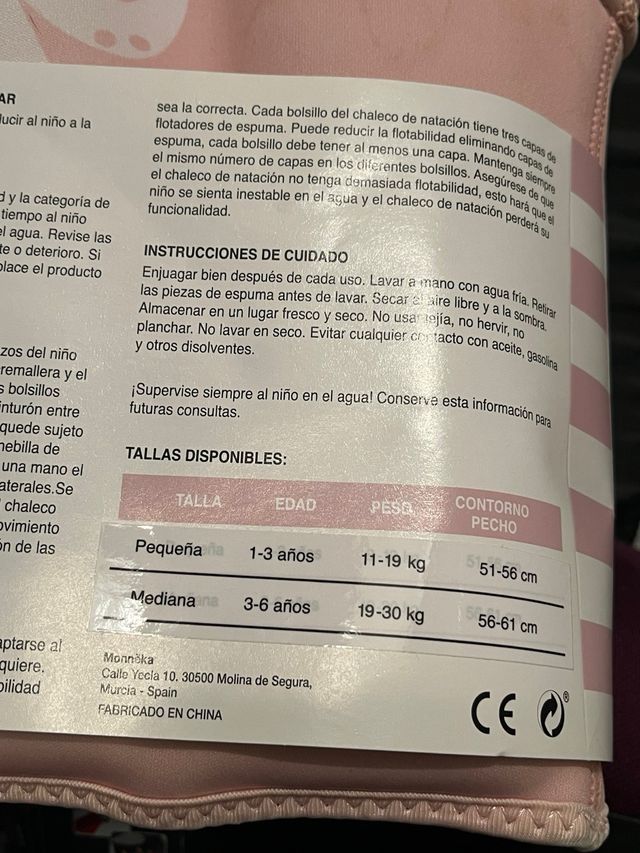 AR
lucir al niño a la
d y la categoría de
tiempo al niño
el agua. Revise las
te o deterioro. Si
place el producto
zos del niño
remallera y el
s bolsillos
inturón entre
quede sujeto
hebilla de
una mano el
aterales.Se
chaleco
ovimiento
ón de las
aptarse al
quiere.
bilidad
sea la correcta. Cada bolsillo del chaleco de natación tiene tres capas de
flotadores de espuma. Puede reducir la flotabilidad eliminando capas de
espuma, cada bolsillo debe tener al menos una capa. Mantenga siempre
el mismo número de capas en los diferentes bolsillos. Asegúrese de que
el chaleco de natación no tenga demasiada flotabilidad, esto hará que el
niño se sienta inestable en el agua y el chaleco de natación perderá su
funcionalidad.
INSTRUCCIONES DE CUIDADO
Enjuagar bien después de cada uso. Lavar a mano con agua fría. Retirar
las piezas de espuma antes de lavar. Secar al aire libre y a la sombra.
Almacenar en un lugar fresco y seco. No usar lejía, no hervir, no
planchar. No lavar en seco. Evitar cualquier contacto con aceite, gasolina
y otros disolventes.
¡Supervise siempre al niño en el agua! Conserve esta información para
futuras consultas.
TALLAS DISPONIBLES:
TALLA EDAD PESO CONTORNO PECHO
Pequeña 1-3 años 11-19 kg 51-56 cm
Mediana 3-6 años 19-30 kg 56-61 cm
Monnëka
Calle Yecla 10. 30500 Molina de Segura,
Murcia - Spain
FABRICADO EN CHINA
CE